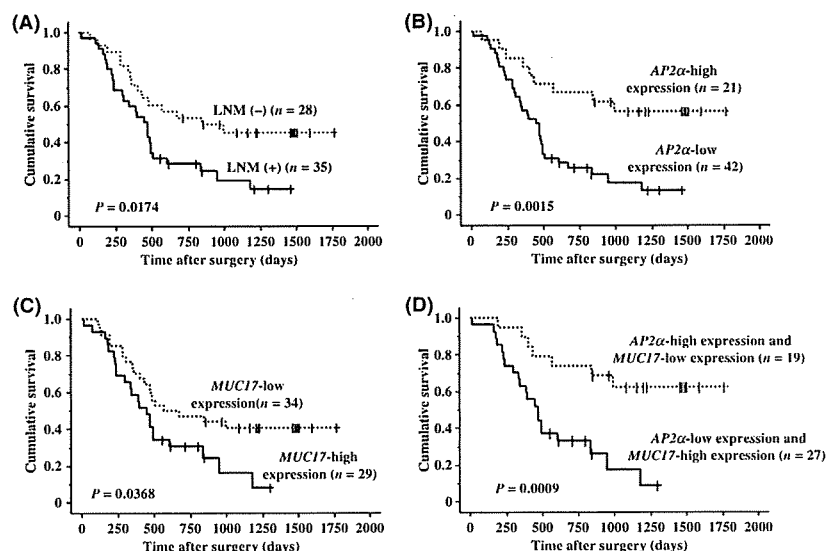 (A)
Cumulative survival
1.0
0.8
0.6
0.4
0.2
0
LNM (−) (n = 28)
LNM (+) (n = 35)
P = 0.0174
0 250 500 750 1000 1250 1500 1750 2000
Time after surgery (days)
(B)
Cumulative survival
1.0
0.8
0.6
0.4
0.2
0
AP2α-high
expression (n = 21)
AP2α-low
expression (n = 42)
P = 0.0015
0 250 500 750 1000 1250 1500 1750 2000
Time after surgery (days)
(C)
Cumulative survival
1.0
0.8
0.6
0.4
0.2
0
MUC17-low
expression(n = 34)
MUC17-high
expression (n = 29)
P = 0.0368
0 250 500 750 1000 1250 1500 1750 2000
Time after surgery (days)
(D)
Cumulative survival
1.0
0.8
0.6
0.4
0.2
0
AP2α-high expression and
MUC17-low expression (n = 19)
AP2α-low expression and
MUC17-high expression (n = 27)
P = 0.0009
0 250 500 750 1000 1250 1500 1750 2000
Time after surgery (days)